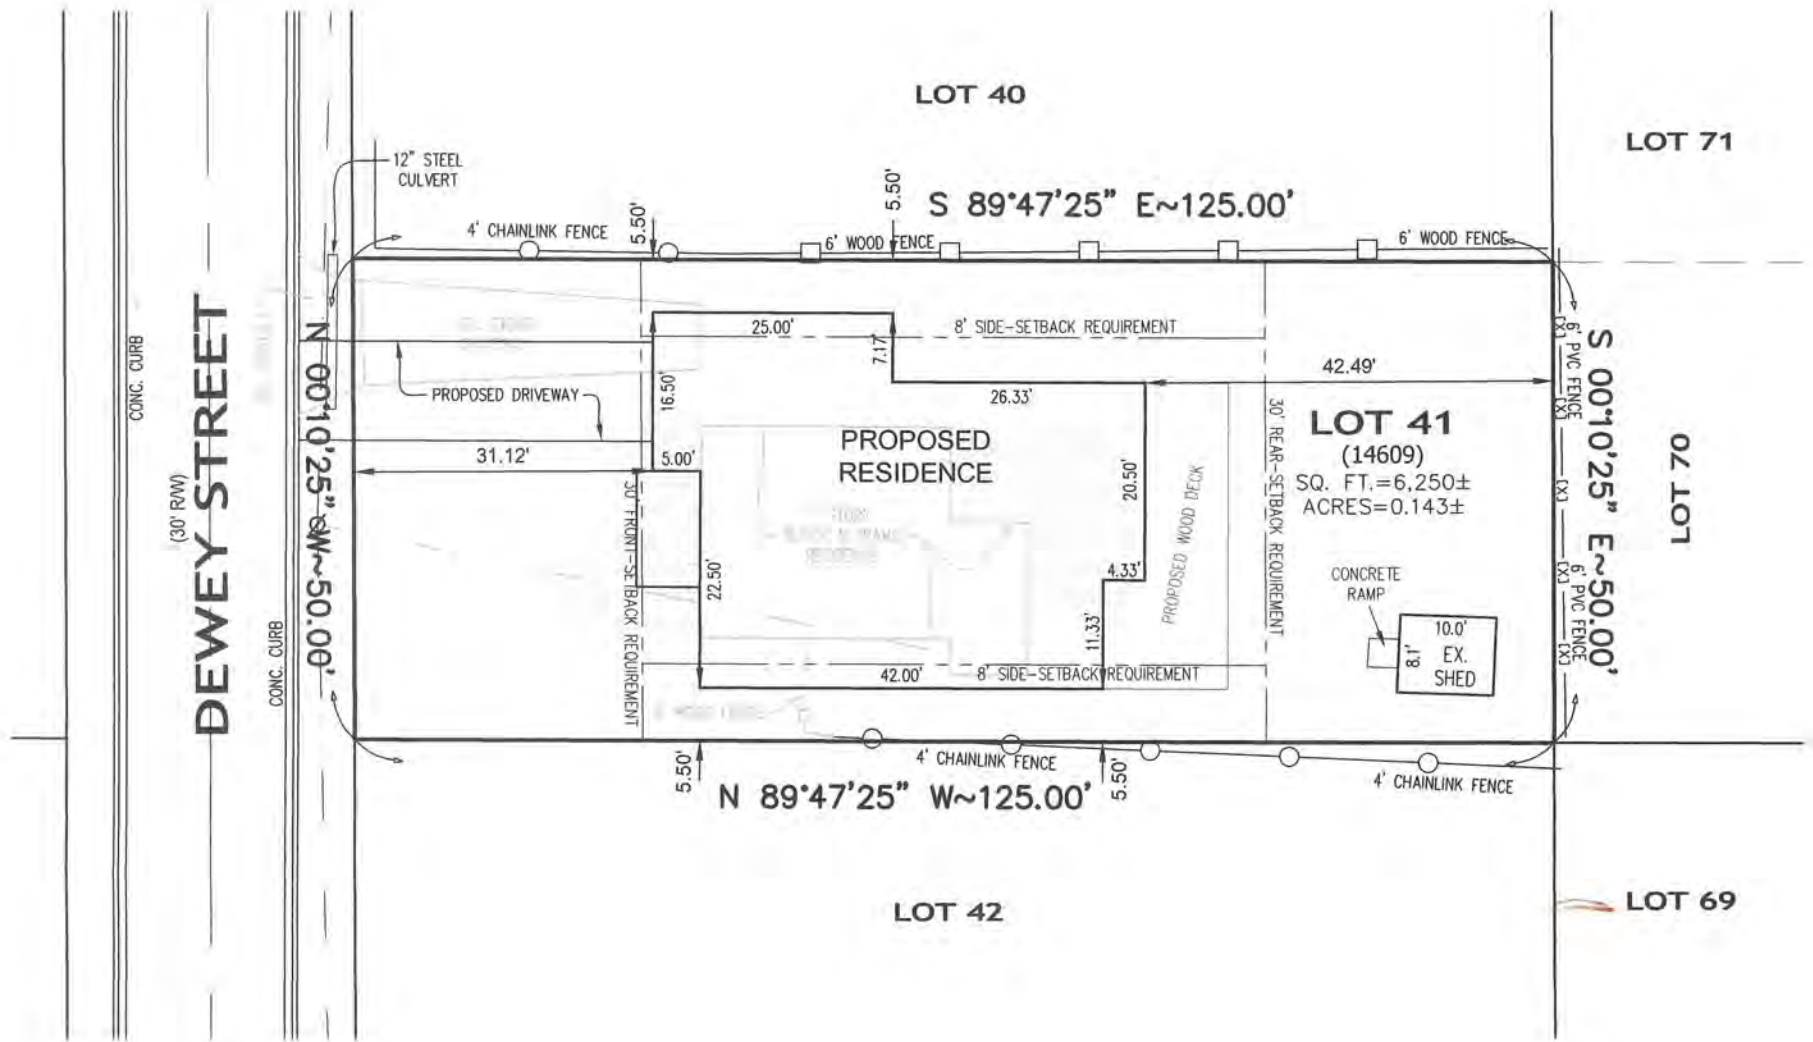 LOT 40
LOT 71
12" STEEL
CULVERT
5.50'
5.50'
S 89°47'25" E~125.00'
4' CHAINLINK FENCE
6' WOOD FENCE
6' WOOD FENCE
CONC. CURB
DEWEY STREET
(30' R/W)
N 00°10'25" W~50.00'
CONC. CURB
25.00'
8' SIDE-SETBACK REQUIREMENT
7.17'
16.50'
PROPOSED DRIVEWAY
26.33'
42.49'
6' PVC FENCE
S 00°10'25" E~50.00'
[X]
[X]
[X]
[X]
[X]
6' PVC FENCE
LOT 70
PROPOSED
RESIDENCE
31.12'
5.00'
30' FRONT-SETBACK REQUIREMENT
22.50'
20.50'
4.33'
11.33'
PROPOSED WOOD DECK
30' REAR-SETBACK REQUIREMENT
LOT 41
(14609)
SQ. FT.=6,250±
ACRES=0.143±
CONCRETE
RAMP
10.0'
8.1'
EX.
SHED
42.00'
8' SIDE-SETBACK REQUIREMENT
5.50'
5.50'
4' CHAINLINK FENCE
4' CHAINLINK FENCE
N 89°47'25" W~125.00'
LOT 42
LOT 69